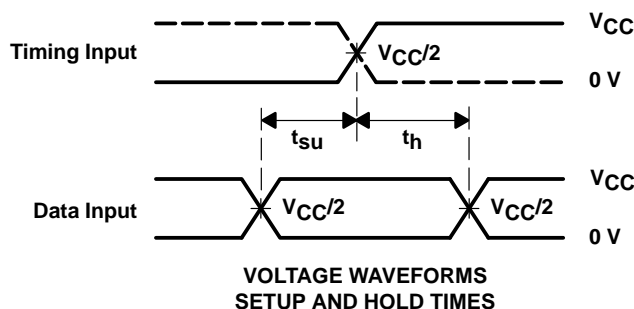 VCC
Timing Input
VCC/2
0 V
tsu
th
VCC
Data Input
VCC/2
VCC/2
0 V
VOLTAGE WAVEFORMS
SETUP AND HOLD TIMES